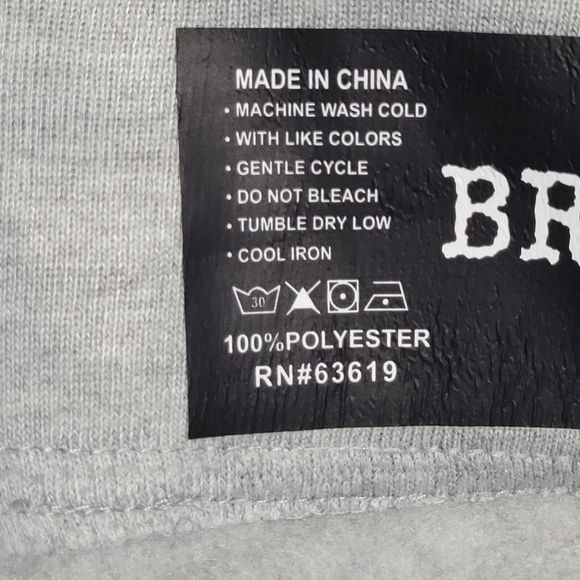 MADE IN CHINA
• MACHINE WASH COLD
• WITH LIKE COLORS
• GENTLE CYCLE
• DO NOT BLEACH
• TUMBLE DRY LOW
• COOL IRON
BR
30
100%POLYESTER
RN#63619